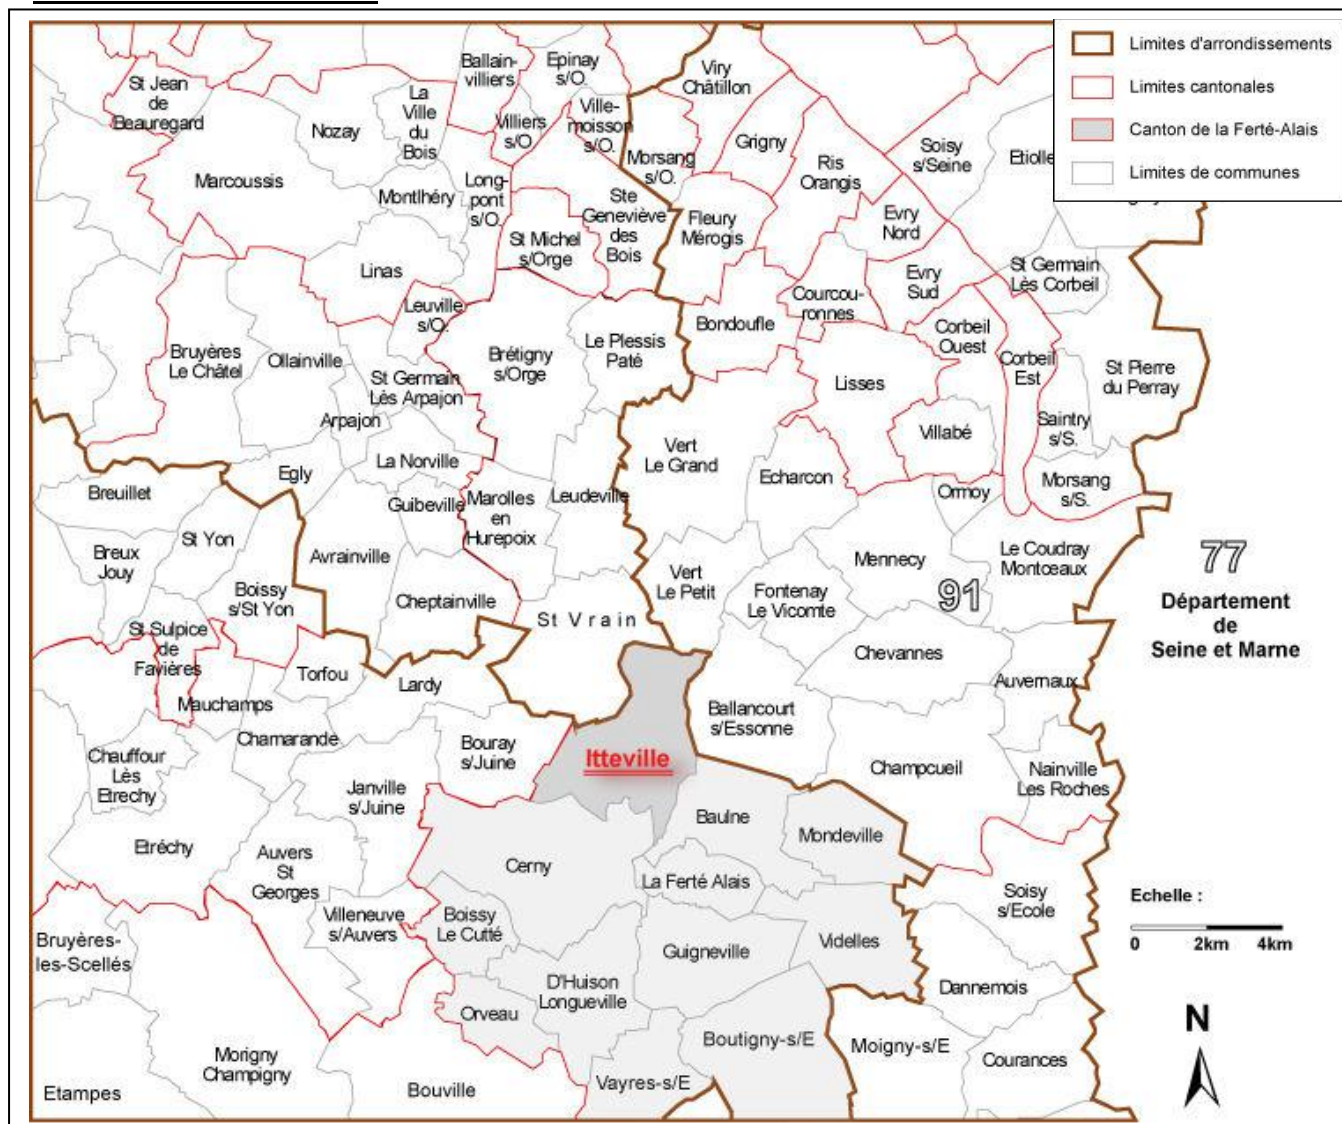 Limites d'arrondissements
Limites cantonales
Canton de la Ferté-Alais
Limites de communes
St Jean
de
Beauregard
Nozay
La
Ville
du
Bois
Ballain-
villiers
Epinay
s/O.
Villiers
s/O
Ville-
moisson
s/O.
Viry
Châtillon
Morsang
s/O.
Grigny
Ris
Orangis
Soisy
s/Seine
Etiolle
Marcoussis
Montlhéry
Long-
pont
s/O.
Ste
Geneviève
des
Bois
Fleury
Mérogis
Evry
Nord
St Michel
s/Orge
Linas
Evry
Sud
St Germain
Lès Corbeil
Leuville
s/O.
Courcou-
ronnes
Bondoufle
Corbeil
Ouest
Corbeil
Est
Bruyères
Le Châtel
Ollainville
Brétigny
s/Orge
Le Plessis
Paté
St Germain
Lès Arpajon
Lisses
St Pierre
du Perray
Arpajon
Saintry
s/S.
Villabé
Vert
Le Grand
Egly
La Norville
Echarcon
Breuillet
Guibeville
Marolles
en
Hurepoix
Leudeville
Ormoy
Morsang
s/S.
St Yon
Breux
Jouy
Avrainville
Mennecy
Le Coudray
Montceaux
77
Département
de
Seine et Marne
Boissy
s/St Yon
Cheptainville
Vert
Le Petit
Fontenay
Le Vicomte
91
St Vrain
St Sulpice
de
Favières
Torfou
Lardy
Chevannes
Auvernaux
Mauchamps
Chamarande
Ballancourt
s/Essonne
Chauffour
Lès
Etrechy
Bouray
s/Juine
Itteville
Champcueil
Nainville
Les Roches
Janville
s/Juine
Baulne
Mondeville
Etréchy
Auvers
St
Georges
Cerny
La Ferté Alais
Soisy
s/Ecole
Echelle :
0 2km 4km
Villeneuve
s/Auvers
Boissy
Le Cutté
Bruyères-
les-Scellés
Guigneville
Videlles
D'Huison
Longueville
Dannemois
Orveau
N
Boutigny-s/E
Moigny-s/E
Courances
Morigny
Champigny
Etampes
Bouville
Vayres-s/E